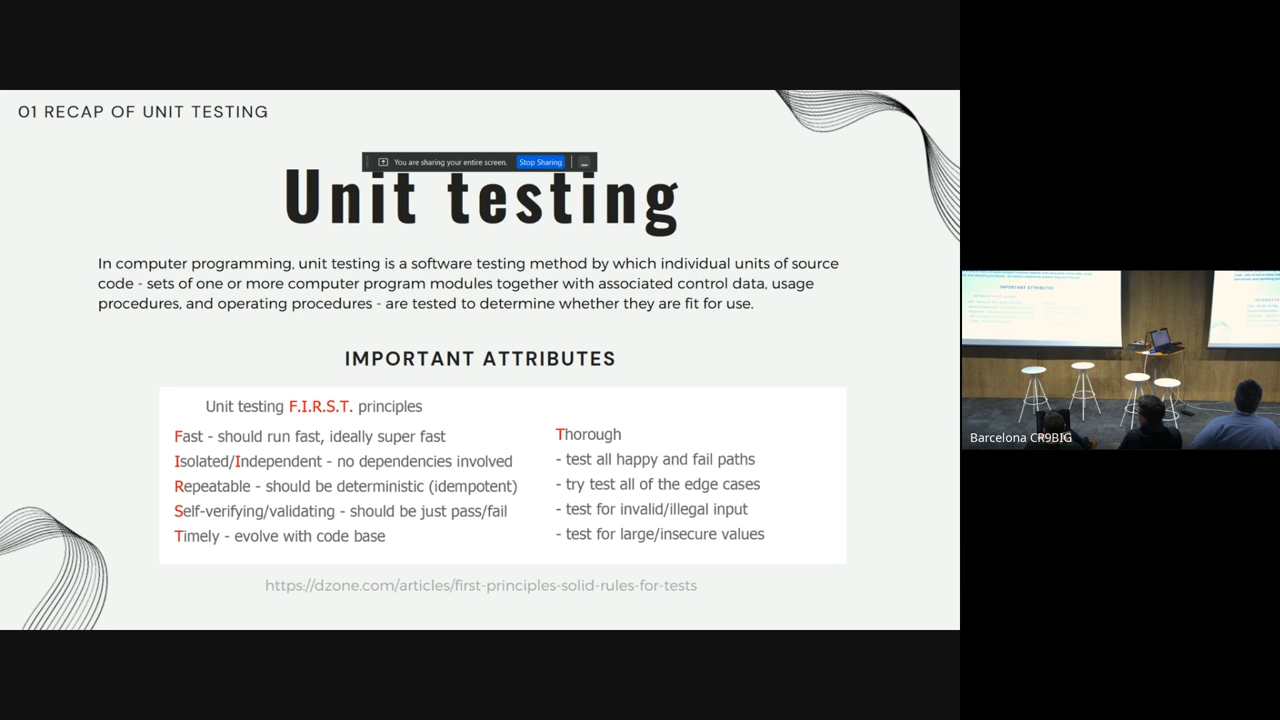 01 RECAP OF UNIT TESTING
You are sharing your entire screen. Stop Sharing
Unit testing
In computer programming, unit testing is a software testing method by which individual units of source
code - sets of one or more computer program modules together with associated control data, usage
procedures, and operating procedures - are tested to determine whether they are fit for use.
IMPORTANT ATTRIBUTES
Unit testing F.I.R.S.T. principles
Fast - should run fast, ideally super fast
Isolated/Independent - no dependencies involved
Repeatable - should be deterministic (idempotent)
Self-verifying/validating - should be just pass/fail
Timely - evolve with code base
Thorough
- test all happy and fail paths
- try test all of the edge cases
- test for invalid/illegal input
- test for large/insecure values
https://dzone.com/articles/first-principles-solid-rules-for-tests
IMPORTANT ATTRIBUTES
Barcelona CR9BIG